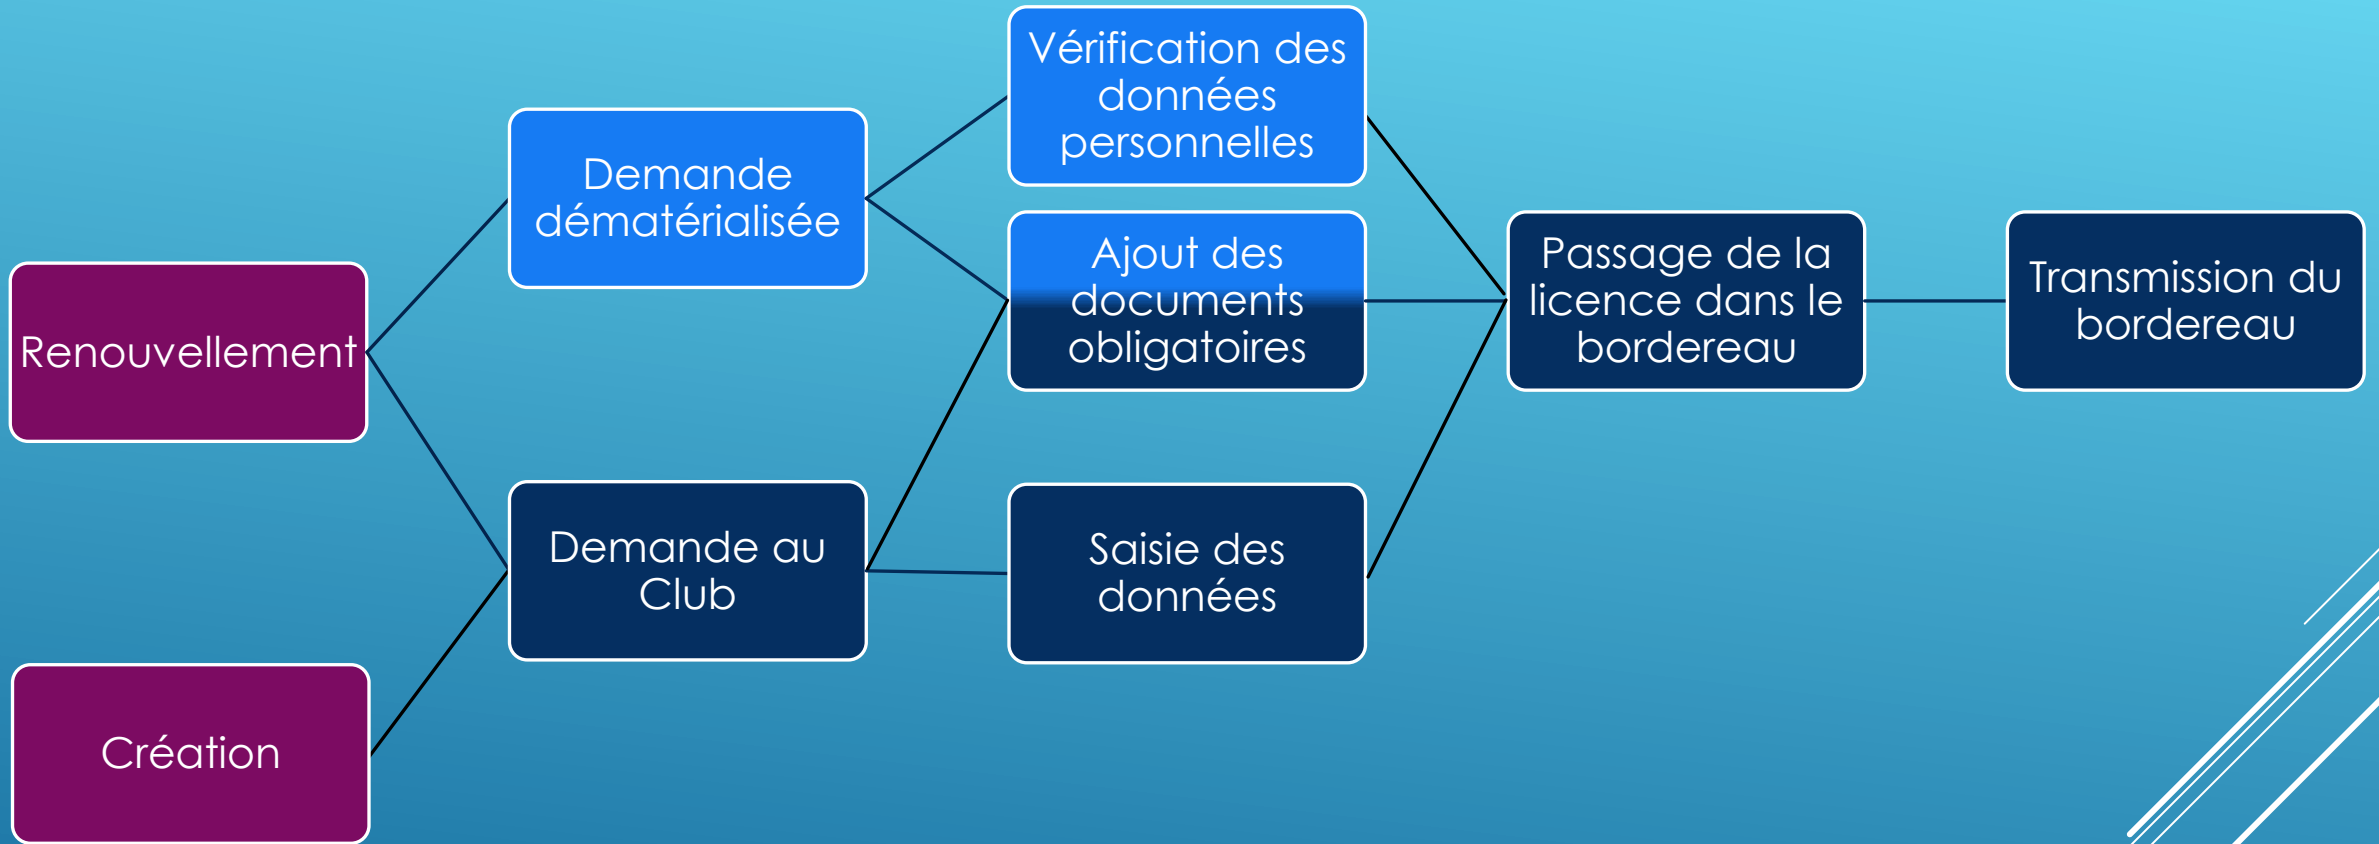 Renouvellement
Création
Demande
dématérialisée
Demande au
Club
Vérification des
données
personnelles
Ajout des
documents
obligatoires
Saisie des
données
Passage de la
licence dans le
bordereau
Transmission du
bordereau